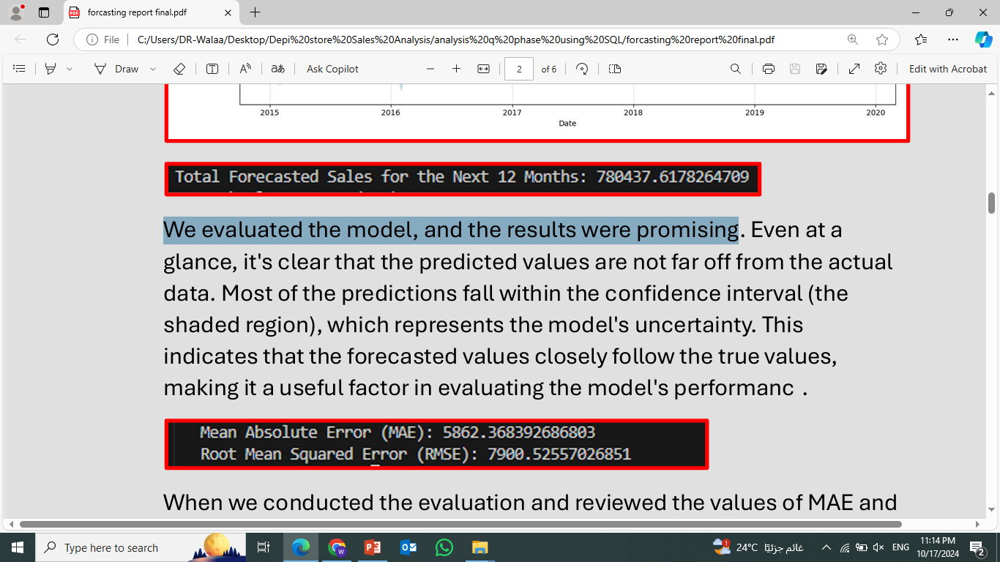 forcasting report final.pdf
File
C:/Users/DR-Walaa/Desktop/Depi%20store%20Sales%20Analysis/analysis%20q%20phase%20using%20SQL/forcasting%20report%20final.pdf
Draw
aあ
Ask Copilot
2
of 6
Edit with Acrobat
2015 2016 2017 2018 2019 2020
Date
Total Forecasted Sales for the Next 12 Months: 780437.6178264709
We evaluated the model, and the results were promising. Even at a
glance, it's clear that the predicted values are not far off from the actual
data. Most of the predictions fall within the confidence interval (the
shaded region), which represents the model's uncertainty. This
indicates that the forecasted values closely follow the true values,
making it a useful factor in evaluating the model's performanc .
Mean Absolute Error (MAE): 5862.368392686803
Root Mean Squared Error (RMSE): 7900.52557026851
When we conducted the evaluation and reviewed the values of MAE and
Type here to search
1
24°C غائم جزئيًا
ENG
11:14 PM
10/17/2024
2